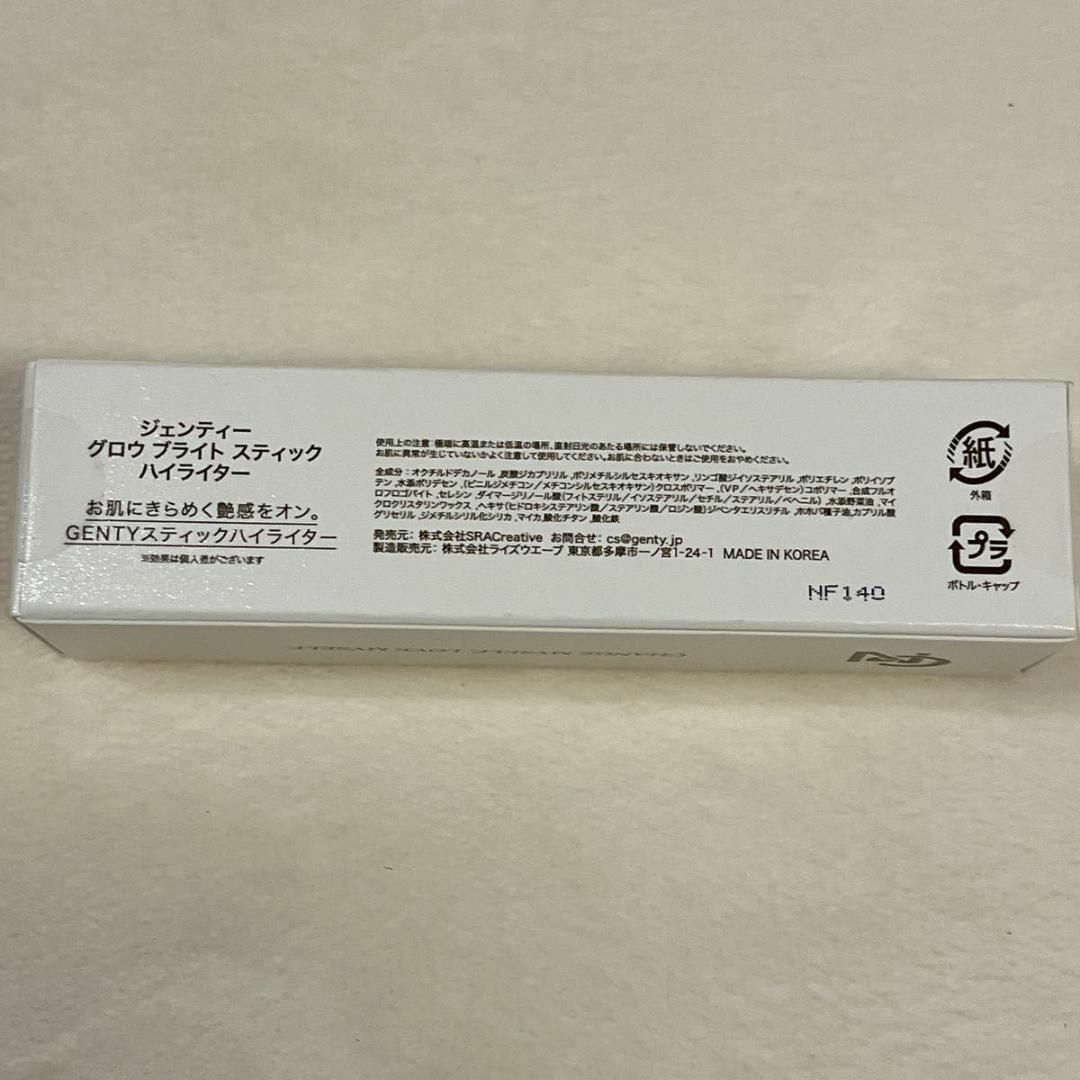 ジェンティー
グロウ ブライト スティック
ハイライター
お肌にきらめく艶感をオン。
GENTYスティックハイライター
※効果は個人差がございます
使用上の注意：極端に高温または低温の場所、直射日光のあたる場所には保管しないでください。
お肌に異常が生じていないかよく注意して使用してください。お肌に合わないときはご使用をおやめください。
全成分：オクチルドデカノール ,炭酸ジカプリリル ,ポリメチルシルセスキオキサン ,リンゴ酸ジイソステアリル ,ポリエチレン ,ポリイソブ
テン ,水添ポリデセン ,(ビニルジメチコン／メチコンシルセスキオキサン)クロスポリマー ,(VP／ヘキサデセン)コポリマー ,合成フルオ
ロフロゴパイト ,セレシン ,ダイマージリノール酸(フィトステリル／イソステアリル／セチル／ステアリル／ベヘニル) ,水添野菜油 ,マイ
クロクリスタリンワックス ,ヘキサ(ヒドロキシステアリン酸／ステアリン酸／ロジン酸)ジペンタエリスリチル ,ホホバ種子油,カプリル酸
グリセリル ,ジメチルシリル化シリカ ,マイカ,酸化チタン ,酸化鉄
発売元：株式会社SRACreative お問合せ：cs@genty.jp
製造販売元：株式会社ライズウエーブ 東京都多摩市一ノ宮1-24-1 MADE IN KOREA
NF140
紙
外箱
プラ
ボトル・キャップ
CHANGE MYSELF, LOVE MYSELF